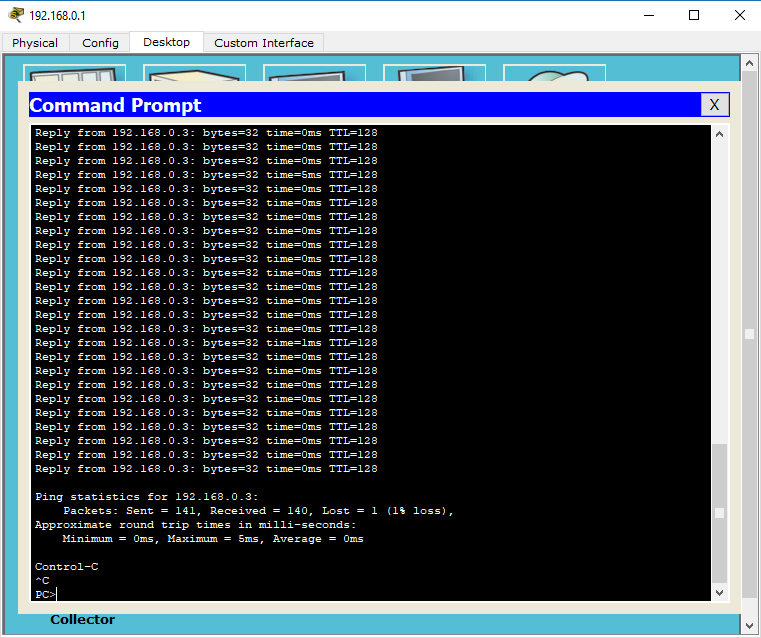 192.168.0.1
Physical Config Desktop Custom Interface
Command Prompt X
Reply from 192.168.0.3: bytes=32 time=0ms TTL=128
Reply from 192.168.0.3: bytes=32 time=0ms TTL=128
Reply from 192.168.0.3: bytes=32 time=0ms TTL=128
Reply from 192.168.0.3: bytes=32 time=5ms TTL=128
Reply from 192.168.0.3: bytes=32 time=0ms TTL=128
Reply from 192.168.0.3: bytes=32 time=0ms TTL=128
Reply from 192.168.0.3: bytes=32 time=0ms TTL=128
Reply from 192.168.0.3: bytes=32 time=0ms TTL=128
Reply from 192.168.0.3: bytes=32 time=0ms TTL=128
Reply from 192.168.0.3: bytes=32 time=0ms TTL=128
Reply from 192.168.0.3: bytes=32 time=0ms TTL=128
Reply from 192.168.0.3: bytes=32 time=0ms TTL=128
Reply from 192.168.0.3: bytes=32 time=0ms TTL=128
Reply from 192.168.0.3: bytes=32 time=0ms TTL=128
Reply from 192.168.0.3: bytes=32 time=0ms TTL=128
Reply from 192.168.0.3: bytes=32 time=1ms TTL=128
Reply from 192.168.0.3: bytes=32 time=0ms TTL=128
Reply from 192.168.0.3: bytes=32 time=0ms TTL=128
Reply from 192.168.0.3: bytes=32 time=0ms TTL=128
Reply from 192.168.0.3: bytes=32 time=0ms TTL=128
Reply from 192.168.0.3: bytes=32 time=0ms TTL=128
Reply from 192.168.0.3: bytes=32 time=0ms TTL=128
Reply from 192.168.0.3: bytes=32 time=0ms TTL=128
Reply from 192.168.0.3: bytes=32 time=0ms TTL=128
Reply from 192.168.0.3: bytes=32 time=0ms TTL=128
Ping statistics for 192.168.0.3:
Packets: Sent = 141, Received = 140, Lost = 1 (1% loss),
Approximate round trip times in milli-seconds:
Minimum = 0ms, Maximum = 5ms, Average = 0ms
Control-C
^C
PC>
Collector